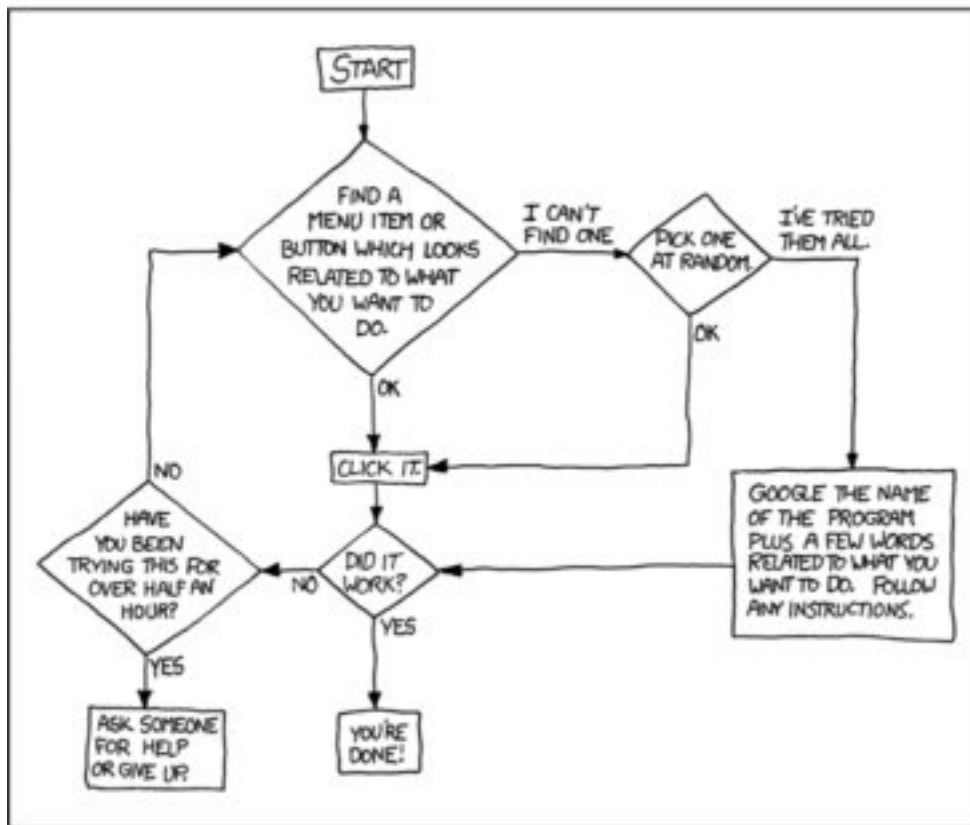 START
FIND A
MENU ITEM OR
BUTTON WHICH LOOKS
RELATED TO WHAT
YOU WANT TO
DO.
I CAN'T
FIND ONE
PICK ONE
AT RANDOM.
I'VE TRIED
THEM ALL.
OK
OK
CLICK IT.
NO
GOOGLE THE NAME
OF THE PROGRAM
PLUS A FEW WORDS
RELATED TO WHAT YOU
WANT TO DO. FOLLOW
ANY INSTRUCTIONS.
HAVE
YOU BEEN
TRYING THIS FOR
OVER HALF AN
HOUR?
NO
DID IT
WORK?
YES
YES
ASK SOMEONE
FOR HELP
OR GIVE UP.
YOU'RE
DONE!